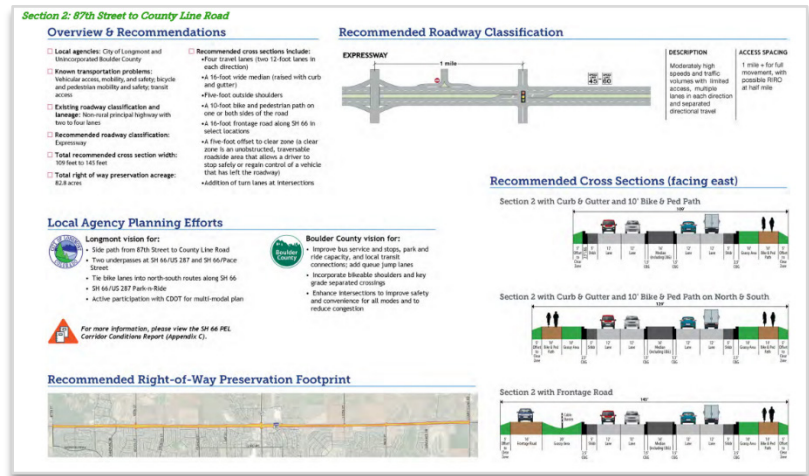 Section 2: 87th Street to County Line Road
Overview & Recommendations
Local agencies: City of Longmont and
Unincorporated Boulder County
Known transportation problems:
Vehicular access, mobility, and safety; bicycle
and pedestrian mobility and safety; transit
access
Existing roadway classification and
laneage: Non-rural principal highway with
two to four lanes
Recommended roadway classification:
Expressway
Total recommended cross section width:
109 feet to 145 feet
Total right of way preservation acreage:
82.8 acres
Recommended cross sections include:
•Four travel lanes (two 12-foot lanes in
each direction)
•A 16-foot wide median (raised with curb
and gutter)
•Five-foot outside shoulders
•A 10-foot bike and pedestrian path on
one or both sides of the road
•A 16-foot frontage road along SH 66 in
select locations
•A five-foot offset to clear zone (a clear
zone is an unobstructed, traversable
roadside area that allows a driver to
stop safely or regain control of a vehicle
that has left the roadway)
•Addition of turn lanes at intersections
Recommended Roadway Classification
EXPRESSWAY
1 mile
45 60
DESCRIPTION
Moderately high
speeds and traffic
volumes with limited
access, multiple
lanes in each direction
and separated
directional travel
ACCESS SPACING
1 mile + for full
movement, with
possible RIRO
at half mile
Local Agency Planning Efforts
Longmont vision for:
• Side path from 87th Street to County Line Road
• Two underpasses at SH 66/US 287 and SH 66/Pace
Street
• Tie bike lanes into north-south routes along SH 66
• SH 66/US 287 Park-n-Ride
• Active participation with CDOT for multi-modal plan
Boulder
County
Boulder County vision for:
• Improve bus service and stops, park and
ride capacity, and local transit
connections; add queue jump lanes
• Incorporate bikeable shoulders and key
grade separated crossings
• Enhance intersections to improve safety
and convenience for all modes and to
reduce congestion
For more information, please view the SH 66 PEL
Corridor Conditions Report (Appendix C).
Recommended Right-of-Way Preservation Footprint
Recommended Cross Sections (facing east)
Section 2 with Curb & Gutter and 10' Bike & Ped Path
109'
Section 2 with Curb & Gutter and 10' Bike & Ped Path on North & South
129'
Section 2 with Frontage Road
145'
Frontage Road
Grassy Area